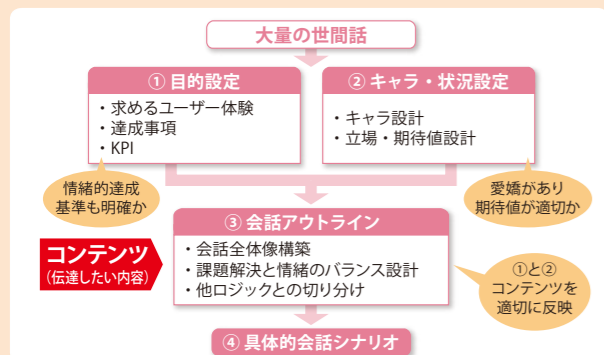 大量の世間話
① 目的設定
・求めるユーザー体験
・達成事項
・KPI
② キャラ・状況設定
・キャラ設計
・立場・期待値設計
情緒的達成
基準も明確か
愛嬌があり
期待値が適切か
③ 会話アウトライン
・会話全体像構築
・課題解決と情緒のバランス設計
・他ロジックとの切り分け
コンテンツ
(伝達したい内容)
①と②
コンテンツを
適切に反映
④ 具体的会話シナリオ